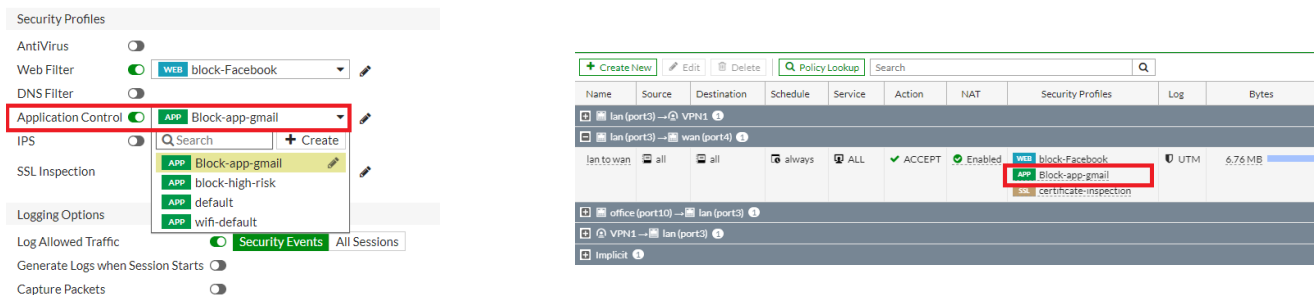 Security Profiles
AntiVirus
Web Filter WEB block-Facebook
DNS Filter
Application Control APP Block-app-gmail
IPS Search + Create
APP Block-app-gmail
SSL Inspection
APP block-high-risk
APP default
APP wifi-default
Logging Options
Log Allowed Traffic Security Events All Sessions
Generate Logs when Session Starts
Capture Packets
+ Create New Edit Delete Policy Lookup Search
Name Source Destination Schedule Service Action NAT Security Profiles Log Bytes
+ lan (port3) → VPN1 1
- lan (port3) → wan (port4) 1
lan to wan all all always ALL ACCEPT Enabled WEB block-Facebook UTM 6.76 MB
APP Block-app-gmail
SSL certificate-inspection
+ office (port10) → lan (port3) 1
+ VPN1 → lan (port3) 1
+ Implicit 1